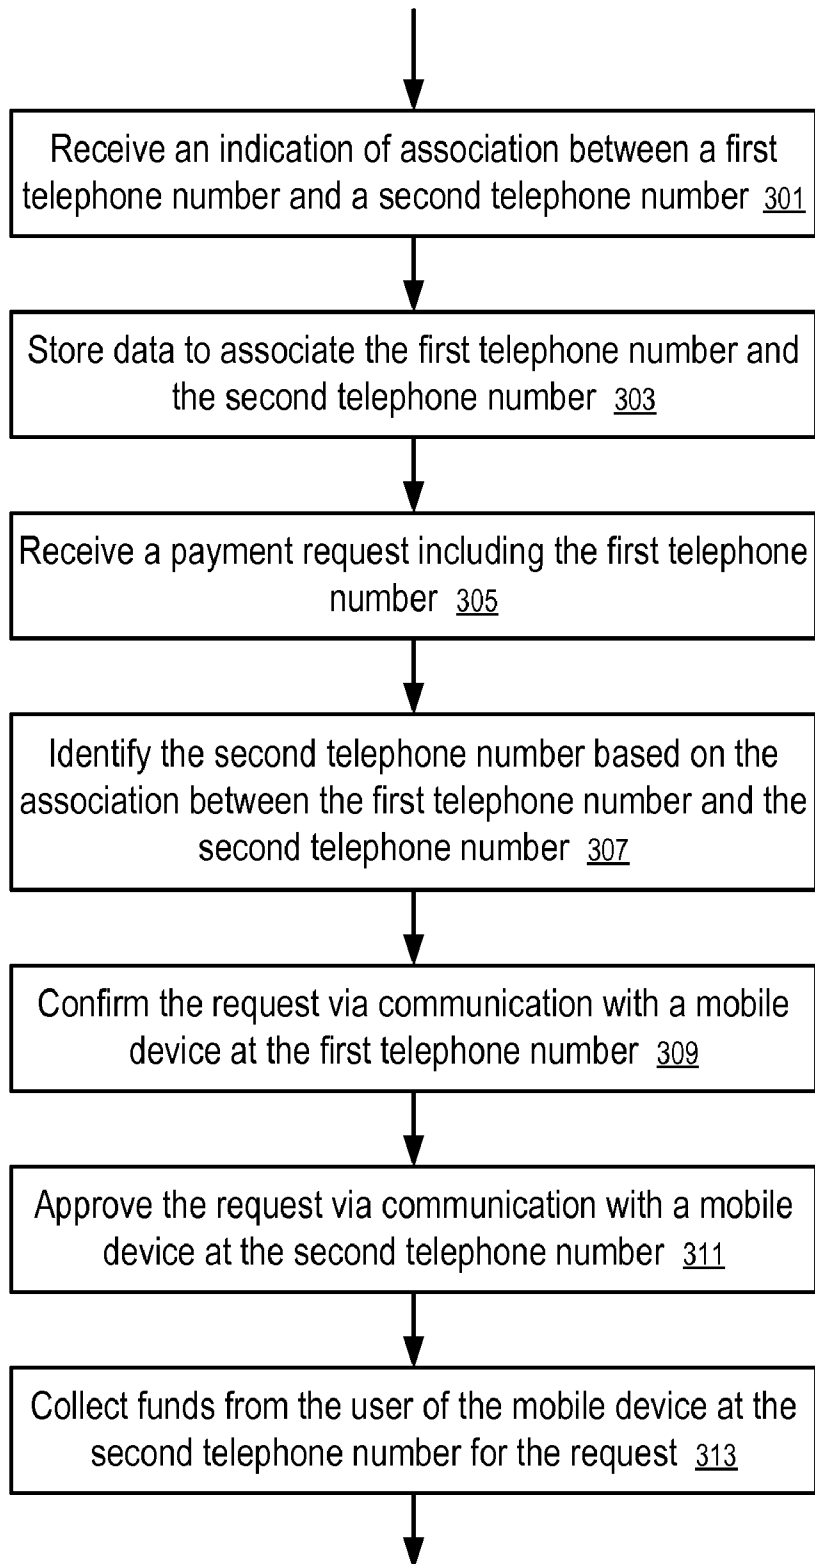 Receive an indication of association between a first
telephone number and a second telephone number 301
Store data to associate the first telephone number and
the second telephone number 303
Receive a payment request including the first telephone
number 305
Identify the second telephone number based on the
association between the first telephone number and the
second telephone number 307
Confirm the request via communication with a mobile
device at the first telephone number 309
Approve the request via communication with a mobile
device at the second telephone number 311
Collect funds from the user of the mobile device at the
second telephone number for the request 313